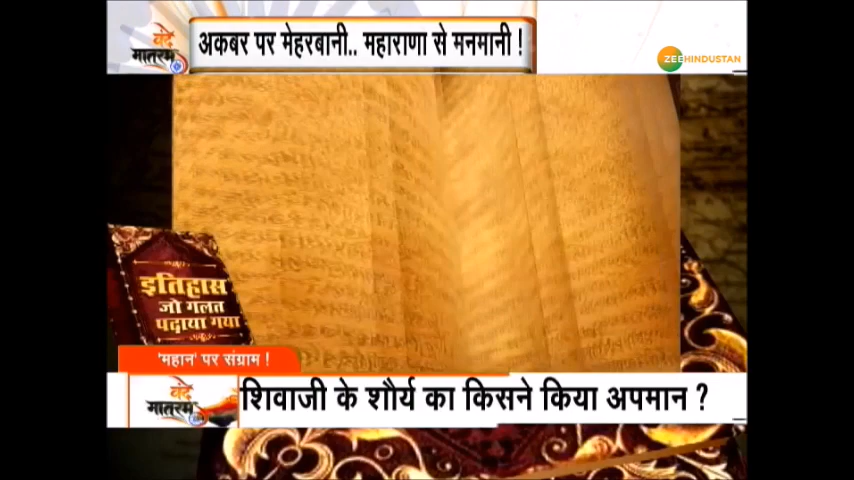 वंदे
मातरम्
अकबर पर मेहरबानी.. महाराणा से मनमानी !
ZEE HINDUSTAN
इतिहास
जो गलत
पढ़ाया गया
'महान' पर संग्राम !
वंदे
मातरम्
शिवाजी के शौर्य का किसने किया अपमान ?